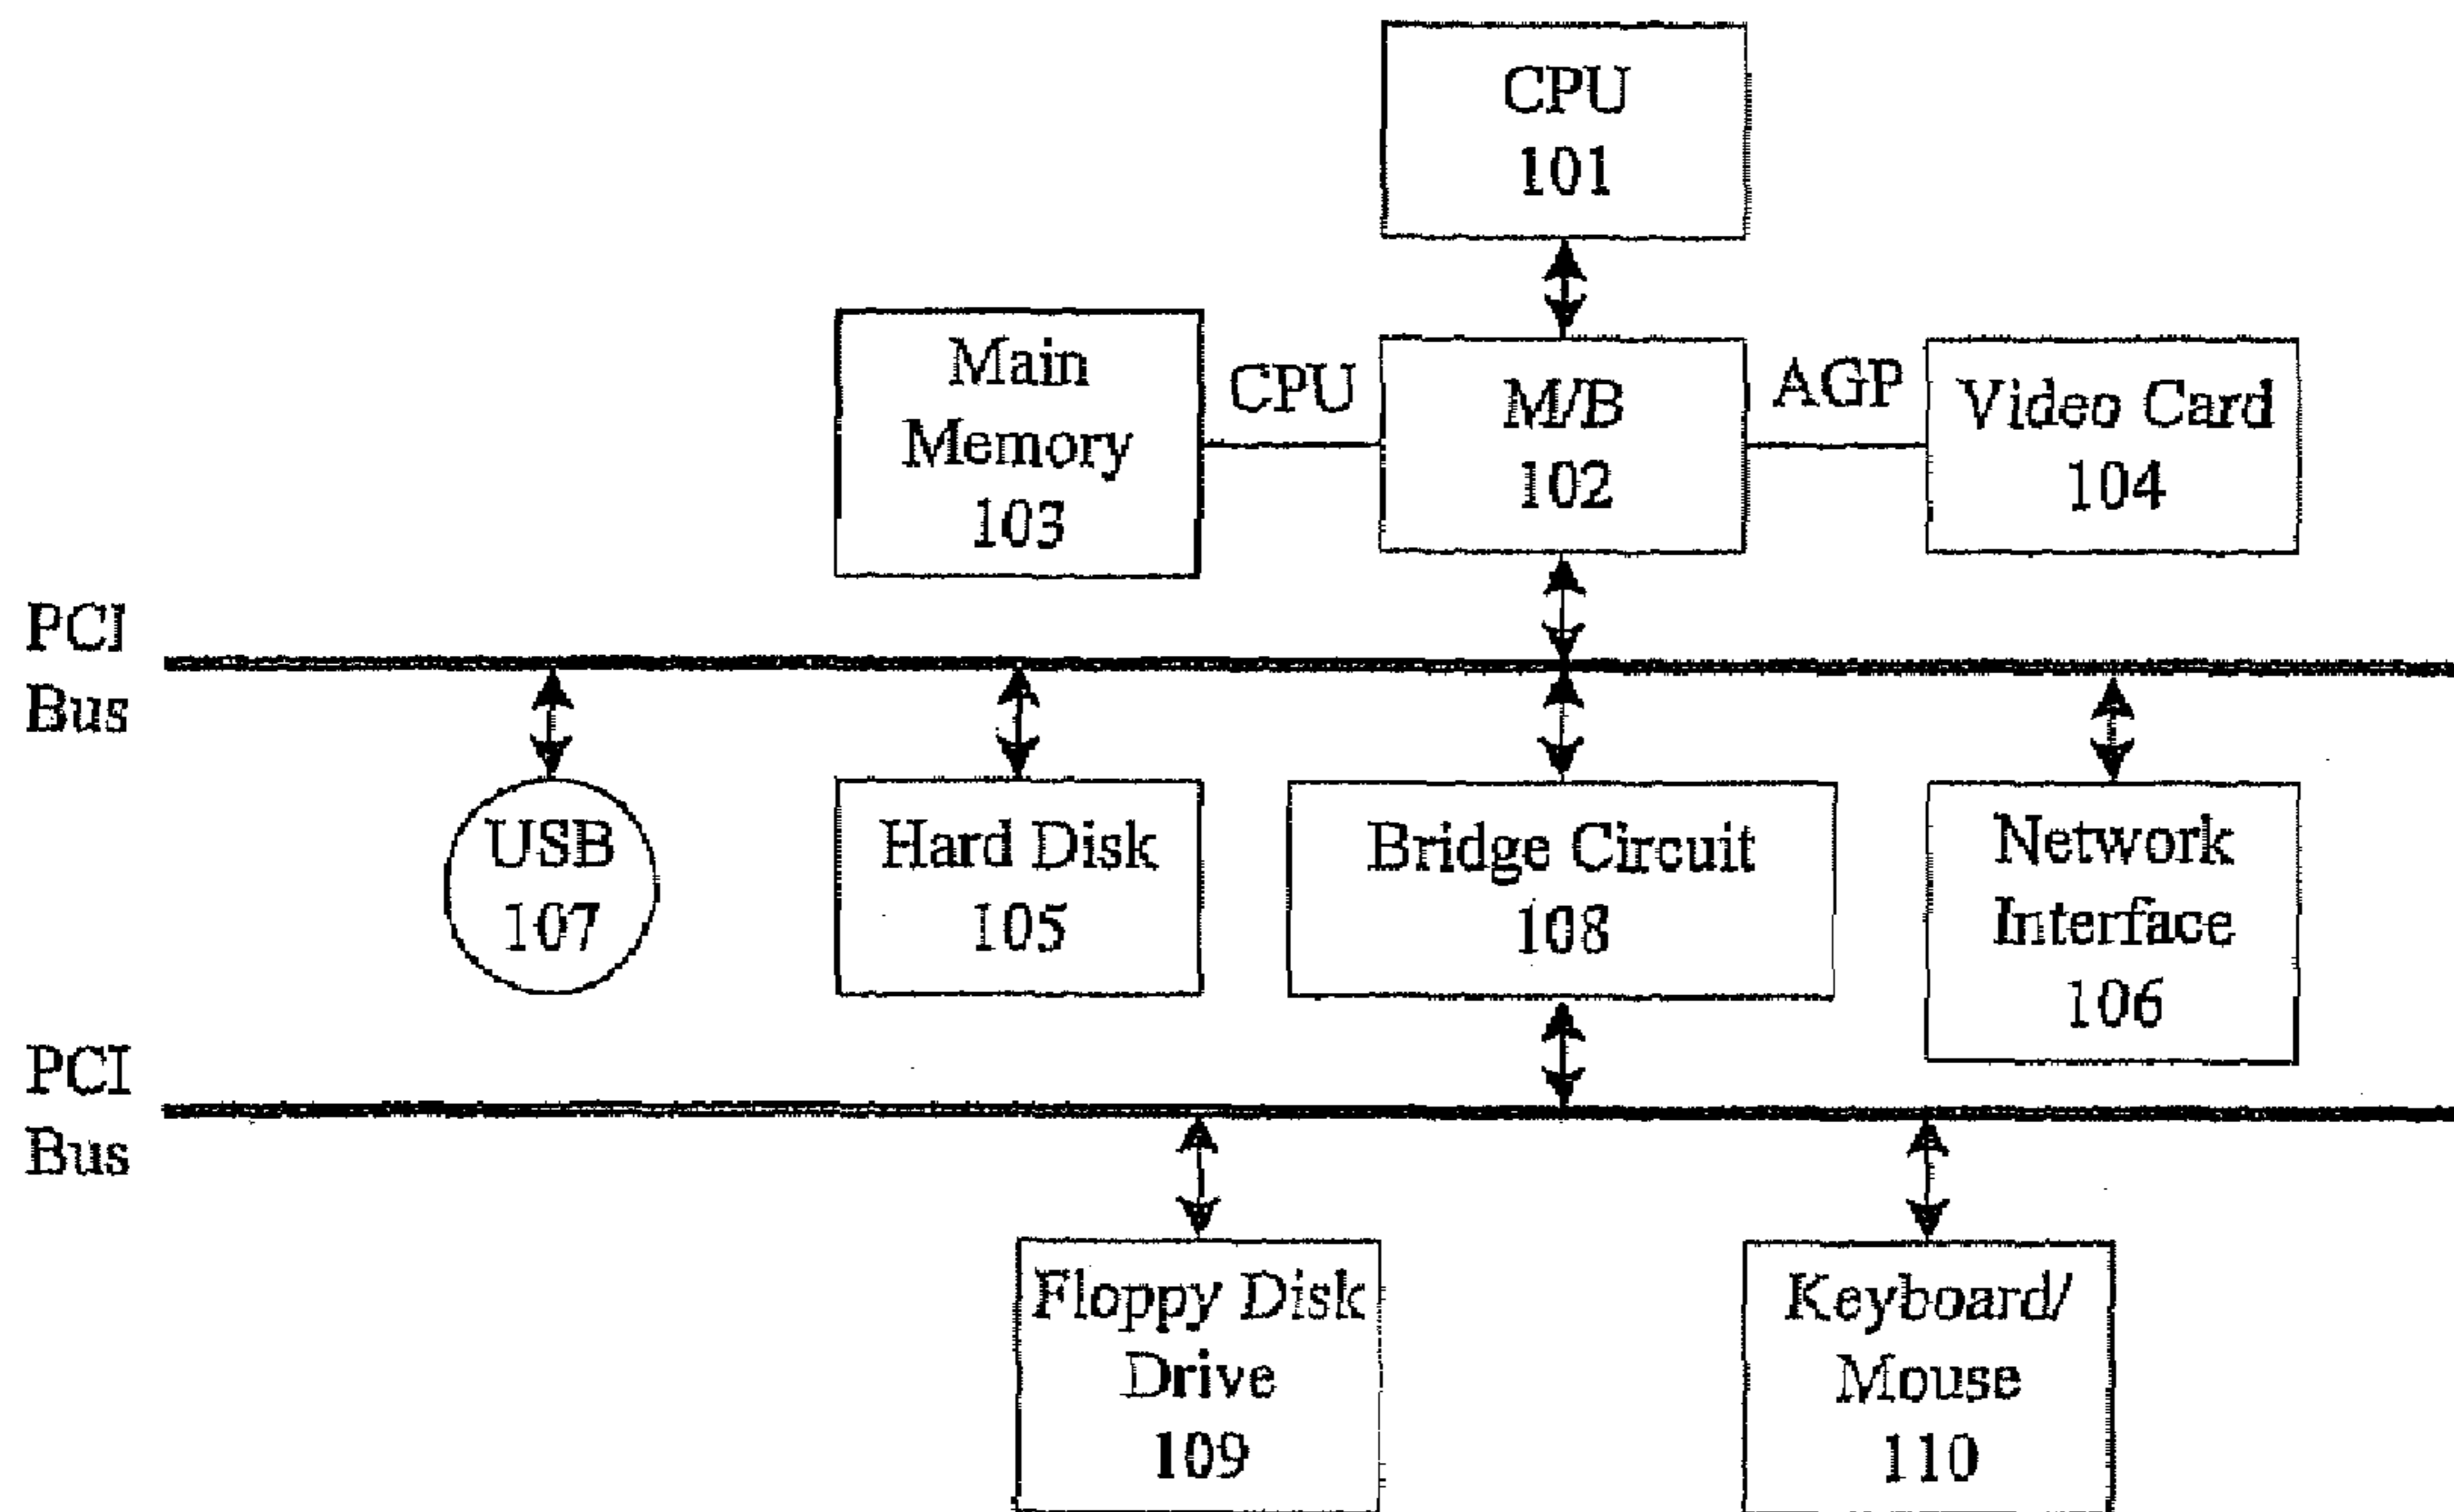 CPU
101
Main
Memory
103
CPU
M/B
102
AGP
Video Card
104
PCI
Bus
USB
107
Hard Disk
105
Bridge Circuit
108
Network
Interface
106
PCI
Bus
Floppy Disk
Drive
109
Keyboard/
Mouse
110